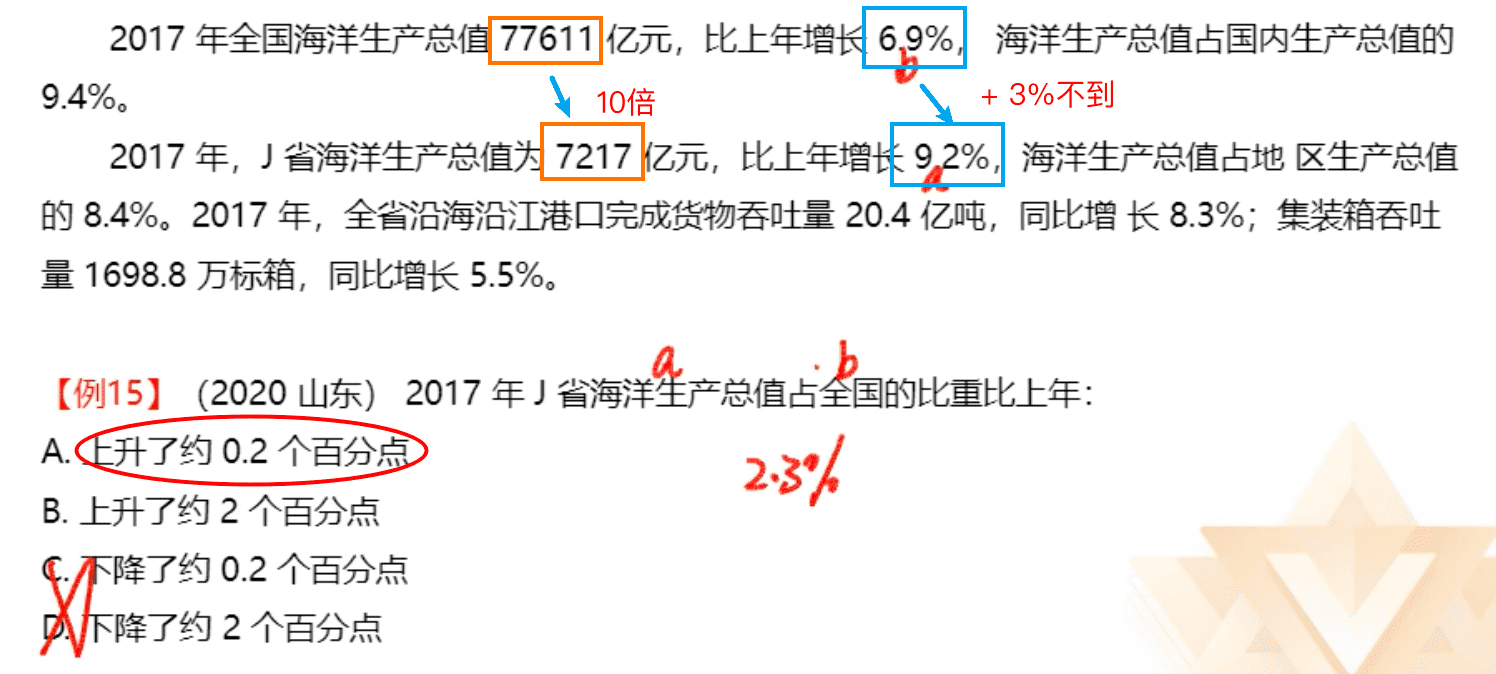 2017 年全国海洋生产总值 77611 亿元，比上年增长 6.9%， 海洋生产总值占国内生产总值的
b
9.4%。
10倍
+ 3%不到
2017 年，J 省海洋生产总值为 7217 亿元，比上年增长 9.2%，海洋生产总值占地 区生产总值
a
的 8.4%。2017 年，全省沿海沿江港口完成货物吞吐量 20.4 亿吨，同比增 长 8.3%；集装箱吞吐
量 1698.8 万标箱，同比增长 5.5%。
a b
【例15】（2020 山东） 2017 年 J 省海洋生产总值占全国的比重比上年：
A. 上升了约 0.2 个百分点
2.3%
B. 上升了约 2 个百分点
C. 下降了约 0.2 个百分点
D. 下降了约 2 个百分点